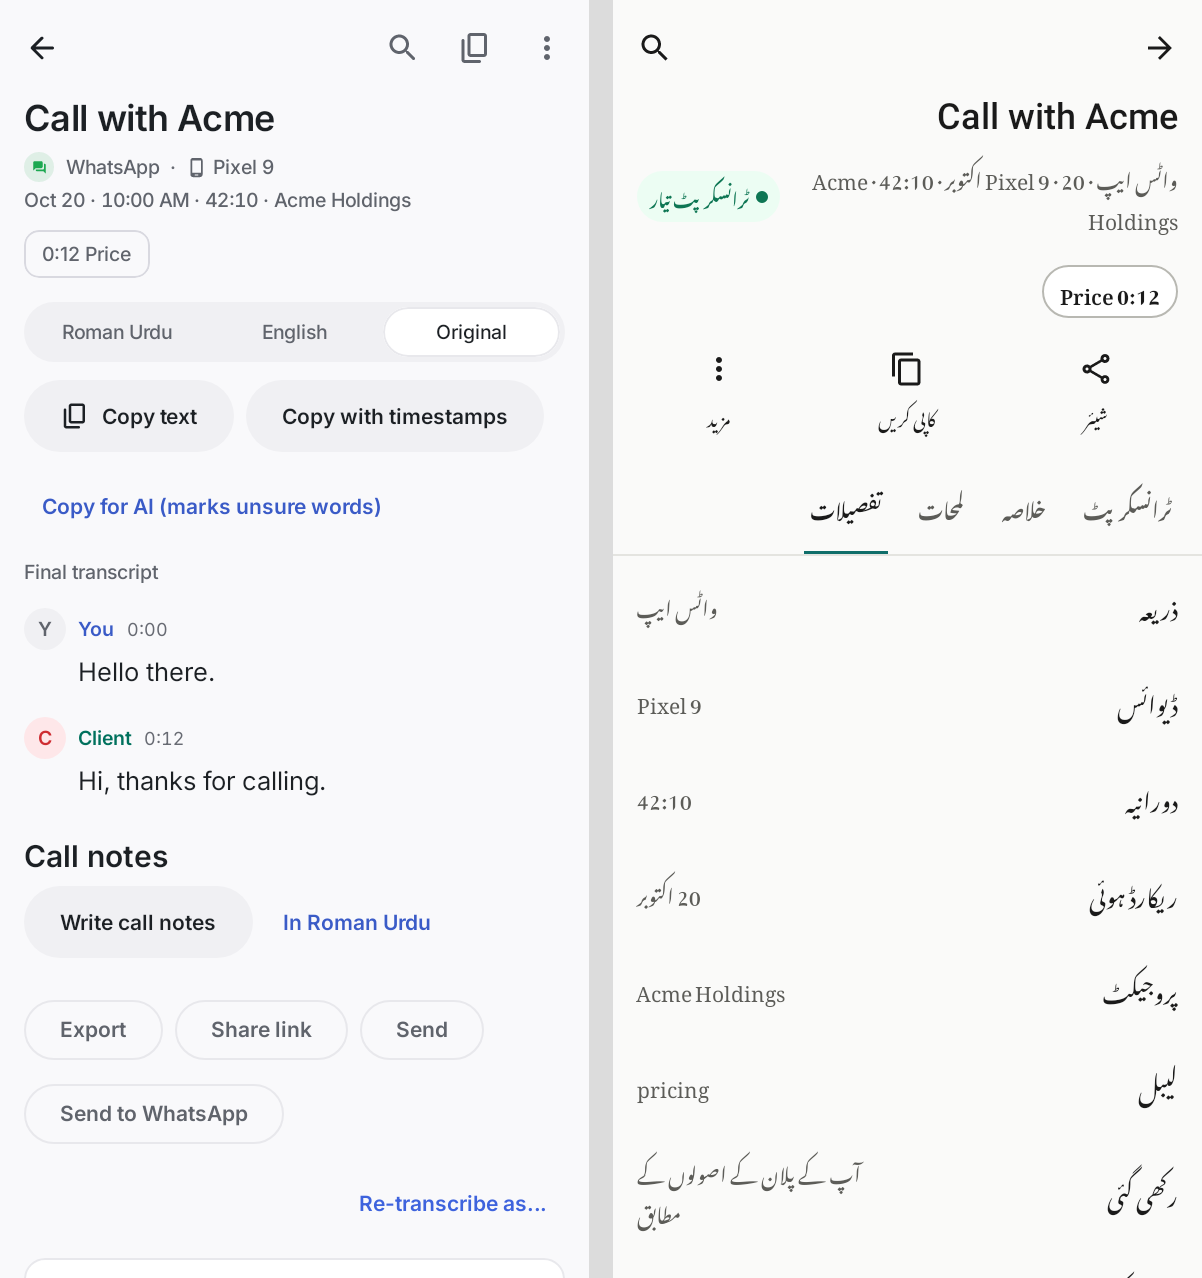 Call with Acme
WhatsApp · Pixel 9
Oct 20 · 10:00 AM · 42:10 · Acme Holdings
0:12 Price
Roman Urdu English Original
Copy text Copy with timestamps
Copy for AI (marks unsure words)
Final transcript
Y You 0:00
Hello there.
C Client 0:12
Hi, thanks for calling.
Call notes
Write call notes In Roman Urdu
Export Share link Send
Send to WhatsApp
Re-transcribe as...
Call with Acme
واٹس ایپ · Pixel 9 · 20 اکتوبر · 42:10 · Acme
Holdings
ٹرانسکرپٹ تیار
Price 0:12
شیئر کاپی کریں مزید
ٹرانسکرپٹ خلاصہ لمحات تفصیلات
ذریعہ واٹس ایپ
ڈیوائس Pixel 9
دورانیہ 42:10
ریکارڈ ہوئی 20 اکتوبر
پروجیکٹ Acme Holdings
لیبل pricing
رکھی گئی آپ کے پلان کے اصولوں کے
مطابق